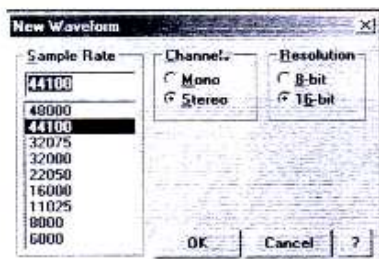 New Waveform
Sample Rate
44100
48000
44100
32075
32000
22050
16000
11025
8000
6000
Channels
Mono
Stereo
Resolution
8-bit
16-bit
OK
Cancel
?